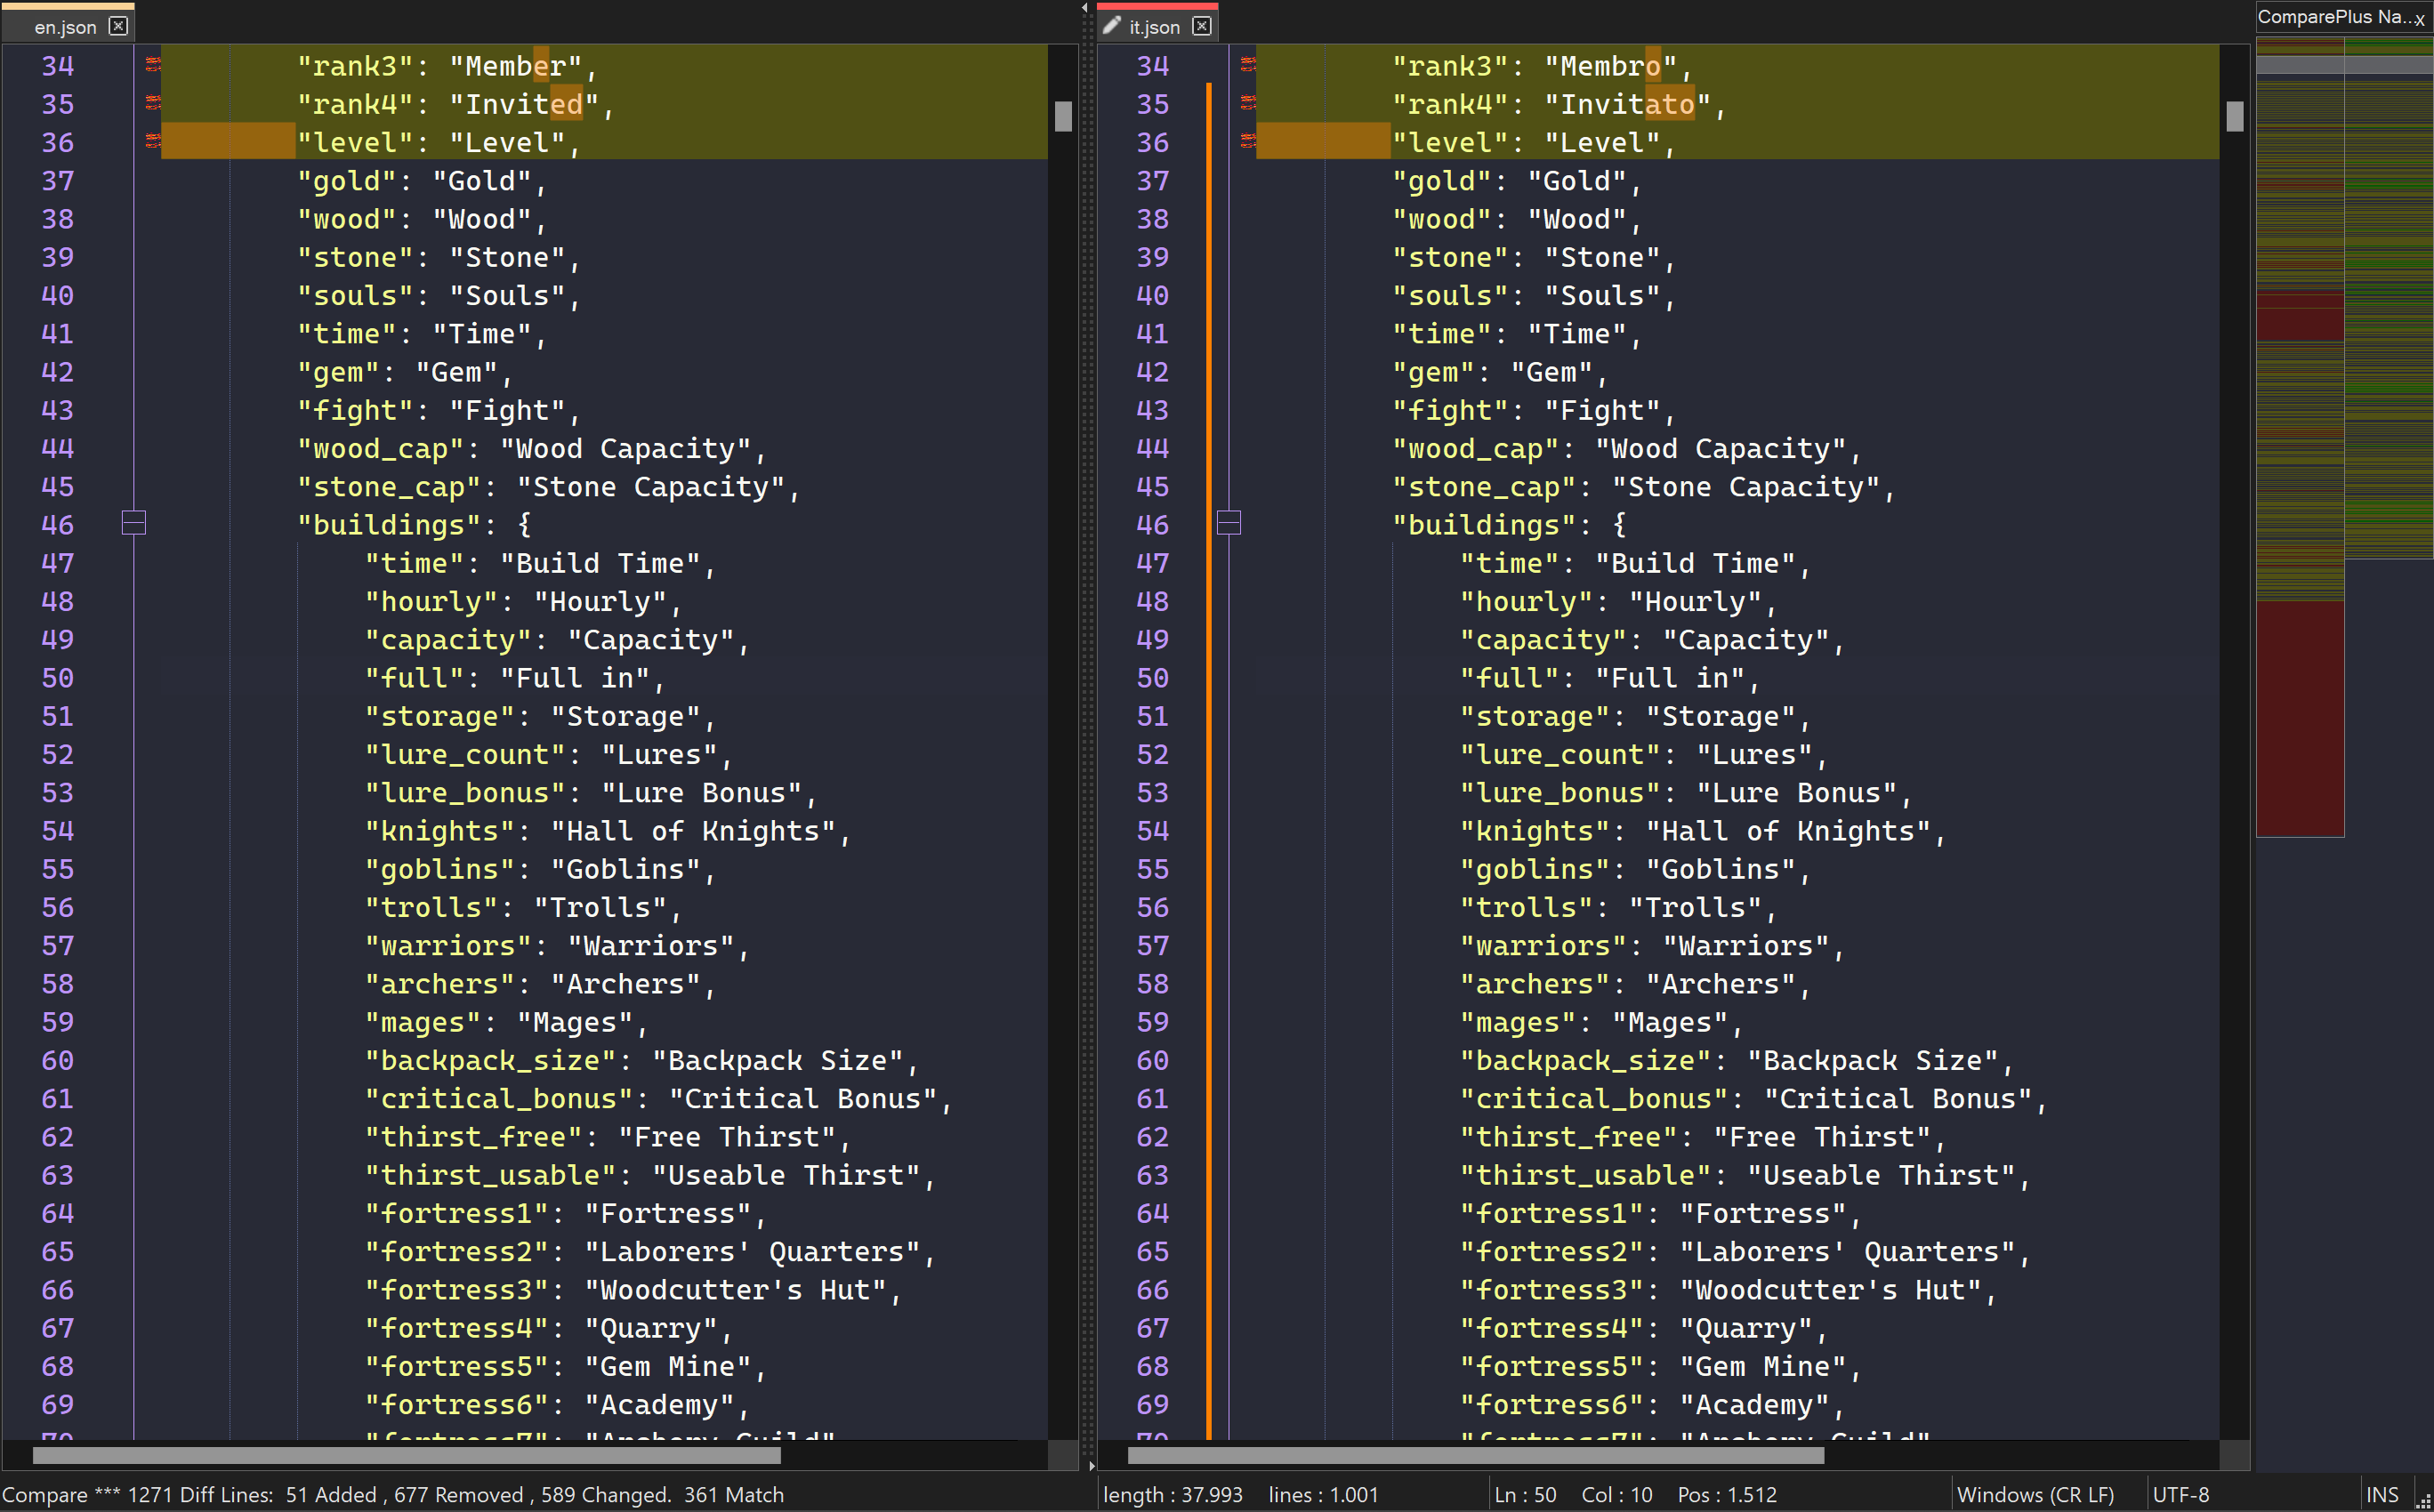 en.json
34 "rank3": "Member",
35 "rank4": "Invited",
36 "level": "Level",
37 "gold": "Gold",
38 "wood": "Wood",
39 "stone": "Stone",
40 "souls": "Souls",
41 "time": "Time",
42 "gem": "Gem",
43 "fight": "Fight",
44 "wood_cap": "Wood Capacity",
45 "stone_cap": "Stone Capacity",
46 "buildings": {
47 "time": "Build Time",
48 "hourly": "Hourly",
49 "capacity": "Capacity",
50 "full": "Full in",
51 "storage": "Storage",
52 "lure_count": "Lures",
53 "lure_bonus": "Lure Bonus",
54 "knights": "Hall of Knights",
55 "goblins": "Goblins",
56 "trolls": "Trolls",
57 "warriors": "Warriors",
58 "archers": "Archers",
59 "mages": "Mages",
60 "backpack_size": "Backpack Size",
61 "critical_bonus": "Critical Bonus",
62 "thirst_free": "Free Thirst",
63 "thirst_usable": "Useable Thirst",
64 "fortress1": "Fortress",
65 "fortress2": "Laborers' Quarters",
66 "fortress3": "Woodcutter's Hut",
67 "fortress4": "Quarry",
68 "fortress5": "Gem Mine",
69 "fortress6": "Academy",
70 "fortress7": "Archery Guild"
it.json
34 "rank3": "Membro",
35 "rank4": "Invitato",
36 "level": "Level",
37 "gold": "Gold",
38 "wood": "Wood",
39 "stone": "Stone",
40 "souls": "Souls",
41 "time": "Time",
42 "gem": "Gem",
43 "fight": "Fight",
44 "wood_cap": "Wood Capacity",
45 "stone_cap": "Stone Capacity",
46 "buildings": {
47 "time": "Build Time",
48 "hourly": "Hourly",
49 "capacity": "Capacity",
50 "full": "Full in",
51 "storage": "Storage",
52 "lure_count": "Lures",
53 "lure_bonus": "Lure Bonus",
54 "knights": "Hall of Knights",
55 "goblins": "Goblins",
56 "trolls": "Trolls",
57 "warriors": "Warriors",
58 "archers": "Archers",
59 "mages": "Mages",
60 "backpack_size": "Backpack Size",
61 "critical_bonus": "Critical Bonus",
62 "thirst_free": "Free Thirst",
63 "thirst_usable": "Useable Thirst",
64 "fortress1": "Fortress",
65 "fortress2": "Laborers' Quarters",
66 "fortress3": "Woodcutter's Hut",
67 "fortress4": "Quarry",
68 "fortress5": "Gem Mine",
69 "fortress6": "Academy",
70 "fortress7": "Archery Guild"
ComparePlus Na...
Compare *** 1271 Diff Lines: 51 Added , 677 Removed , 589 Changed. 361 Match
length : 37.993 lines : 1.001
Ln : 50 Col : 10 Pos : 1.512
Windows (CR LF)
UTF-8
INS